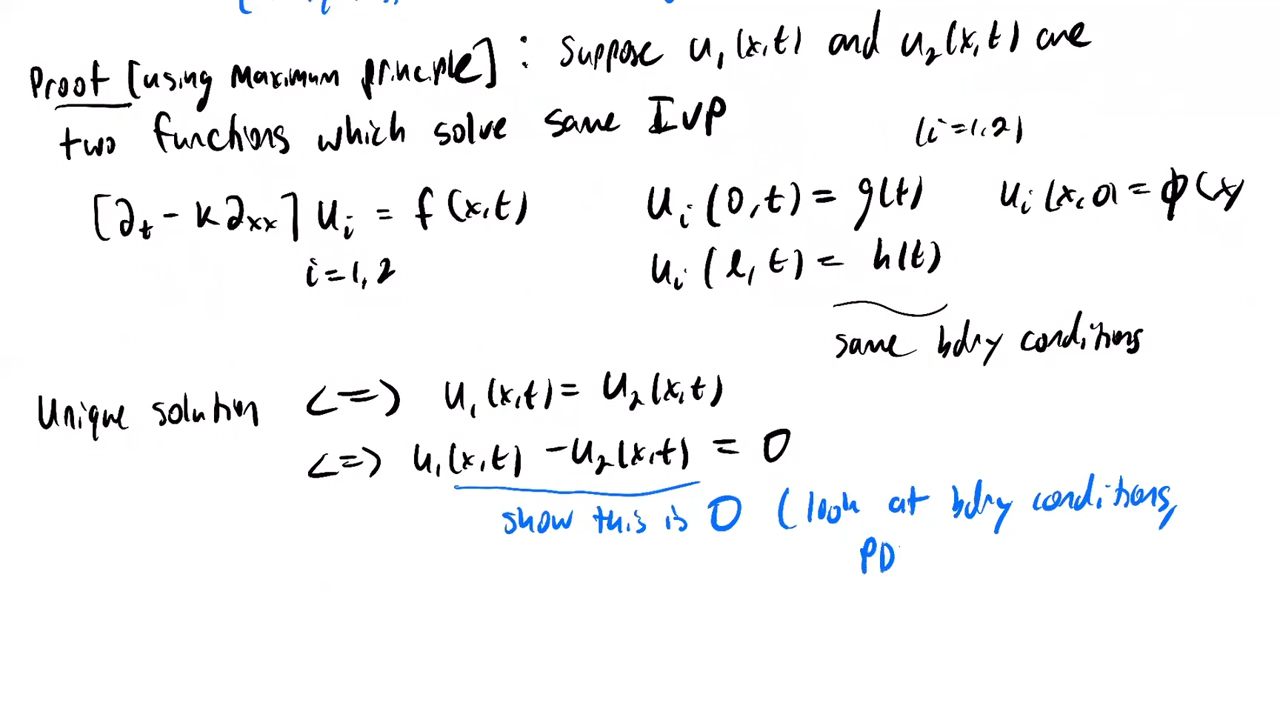 Proof [using Maximum principle] : Suppose u₁(x,t) and u₂(x,t) are
two functions which solve same IVP
(i=1,2)
[∂ₜ - k∂ₓₓ] uᵢ = f(x,t) uᵢ(0,t) = g(t) uᵢ(x,0) = ϕ(x)
i=1,2 uᵢ(l,t) = h(t)
same bdry conditions
Unique solution <=> u₁(x,t) = u₂(x,t)
<=> u₁(x,t) - u₂(x,t) = 0
show this is 0 (look at bdry conditions,
PD